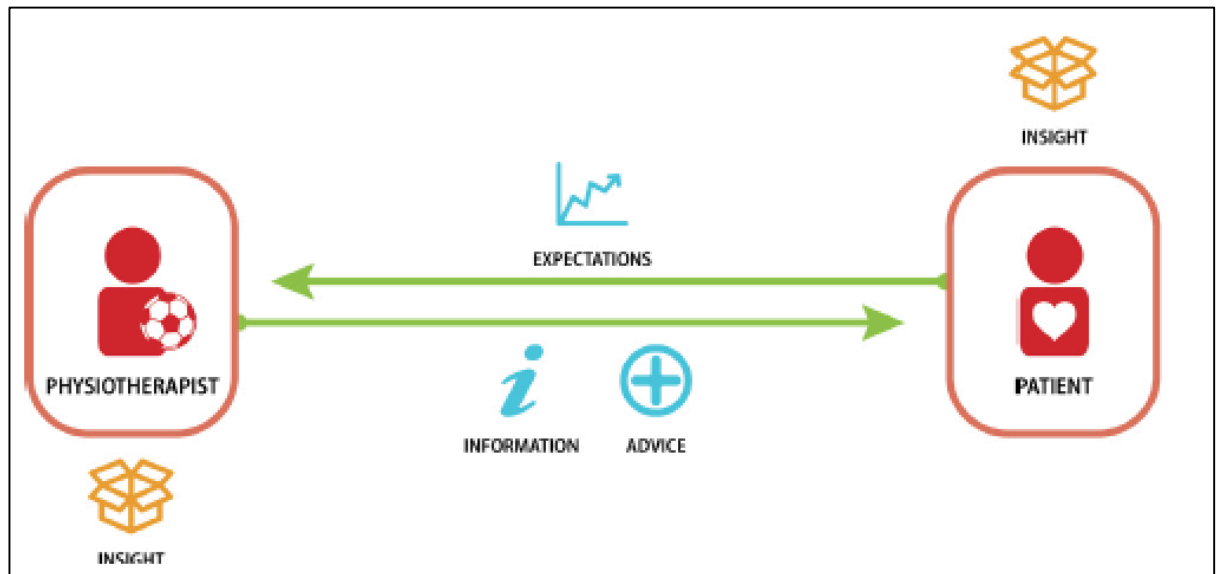 INSIGHT
EXPECTATIONS
PHYSIOTHERAPIST
PATIENT
INFORMATION
ADVICE
INSIGHT